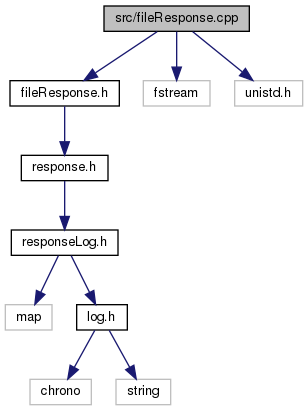 src/fileResponse.cpp
fileResponse.h
fstream
unistd.h
response.h
responseLog.h
map
log.h
chrono
string